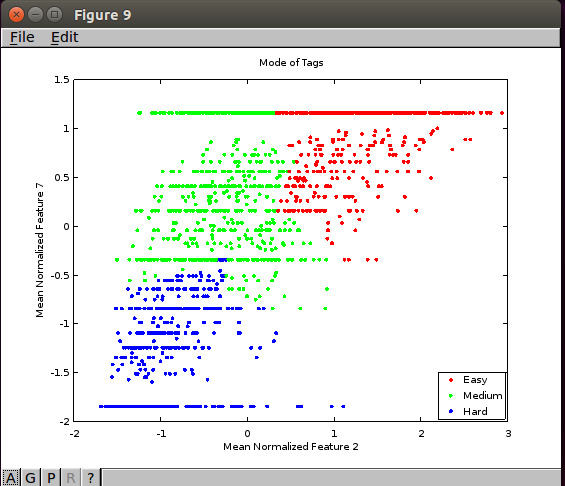 Figure 9
File Edit
Mode of Tags
1.5
1
0.5
0
-0.5
-1
-1.5
-2
Mean Normalized Feature 7
-2 -1 0 1 2 3
Mean Normalized Feature 2
Easy
Medium
Hard
A G P R ?